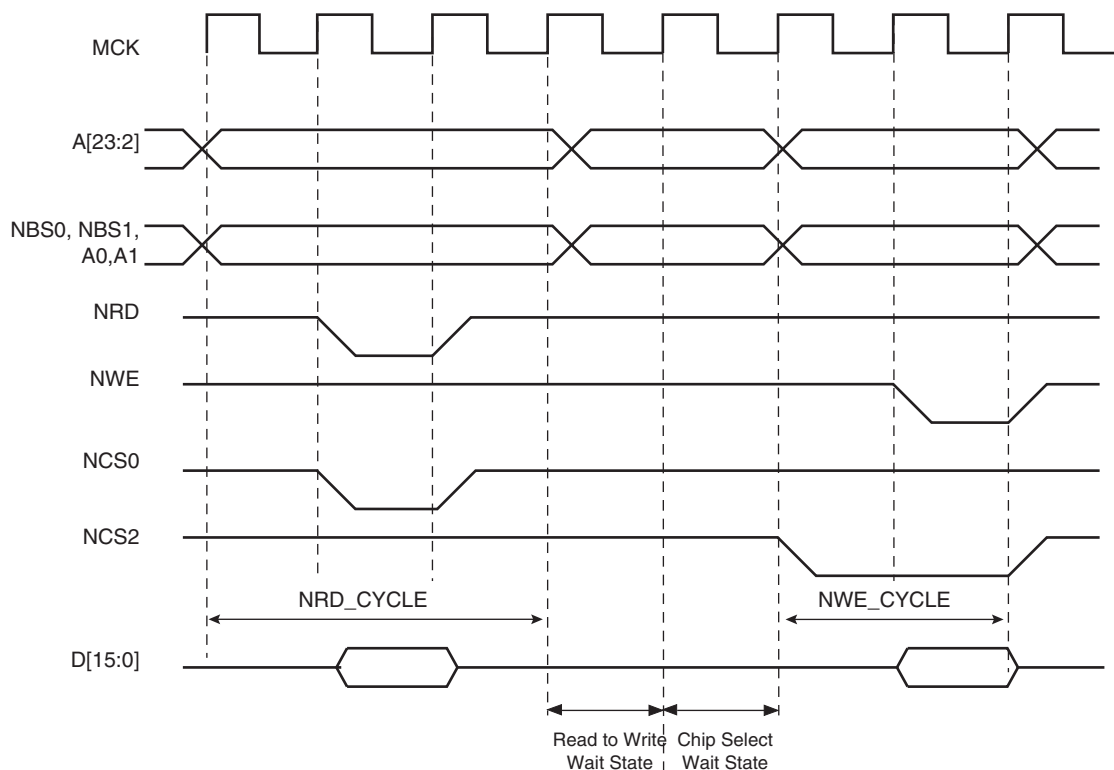 MCK
A[23:2]
NBS0, NBS1,
A0,A1
NRD
NWE
NCS0
NCS2
NRD_CYCLE
NWE_CYCLE
D[15:0]
Read to Write
Wait State
Chip Select
Wait State